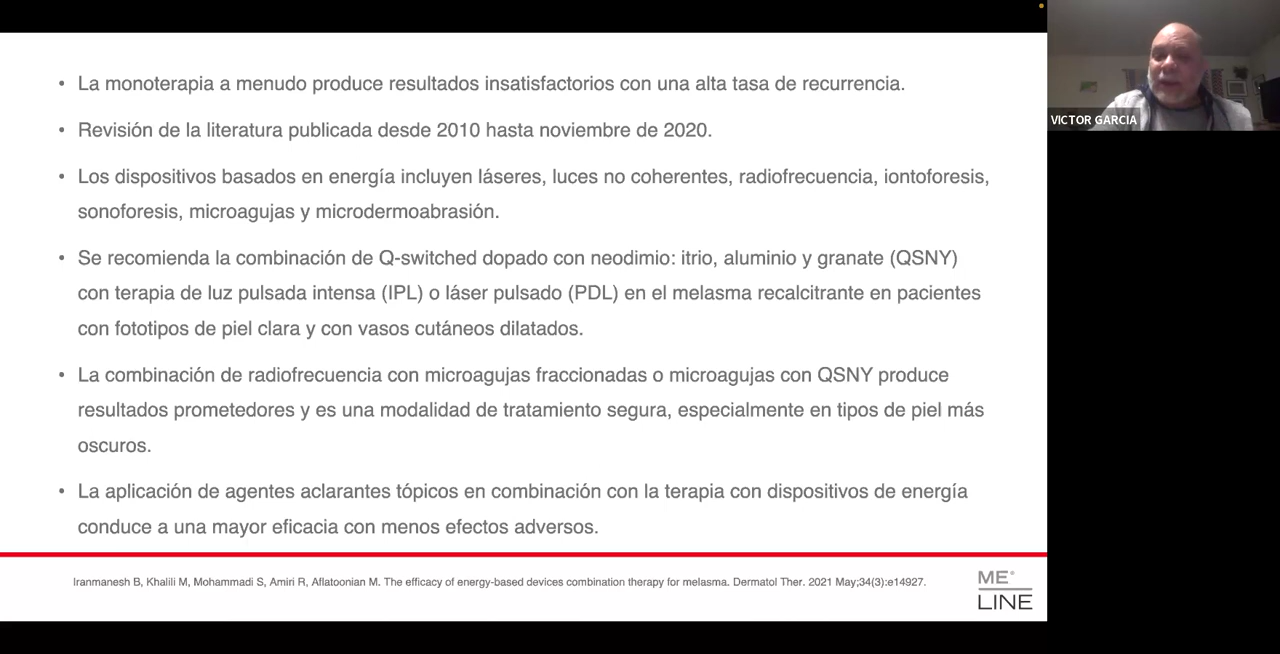 • La monoterapia a menudo produce resultados insatisfactorios con una alta tasa de recurrencia.
• Revisión de la literatura publicada desde 2010 hasta noviembre de 2020.
• Los dispositivos basados en energía incluyen láseres, luces no coherentes, radiofrecuencia, iontoforesis,
sonoforesis, microagujas y microdermoabrasión.
• Se recomienda la combinación de Q-switched dopado con neodimio: itrio, aluminio y granate (QSNY)
con terapia de luz pulsada intensa (IPL) o láser pulsado (PDL) en el melasma recalcitrante en pacientes
con fototipos de piel clara y con vasos cutáneos dilatados.
• La combinación de radiofrecuencia con microagujas fraccionadas o microagujas con QSNY produce
resultados prometedores y es una modalidad de tratamiento segura, especialmente en tipos de piel más
oscuros.
• La aplicación de agentes aclarantes tópicos en combinación con la terapia con dispositivos de energía
conduce a una mayor eficacia con menos efectos adversos.
Iranmanesh B, Khalili M, Mohammadi S, Amiri R, Aflatoonian M. The efficacy of energy-based devices combination therapy for melasma. Dermatol Ther. 2021 May;34(3):e14927.
ME®
LINE
VICTOR GARCIA